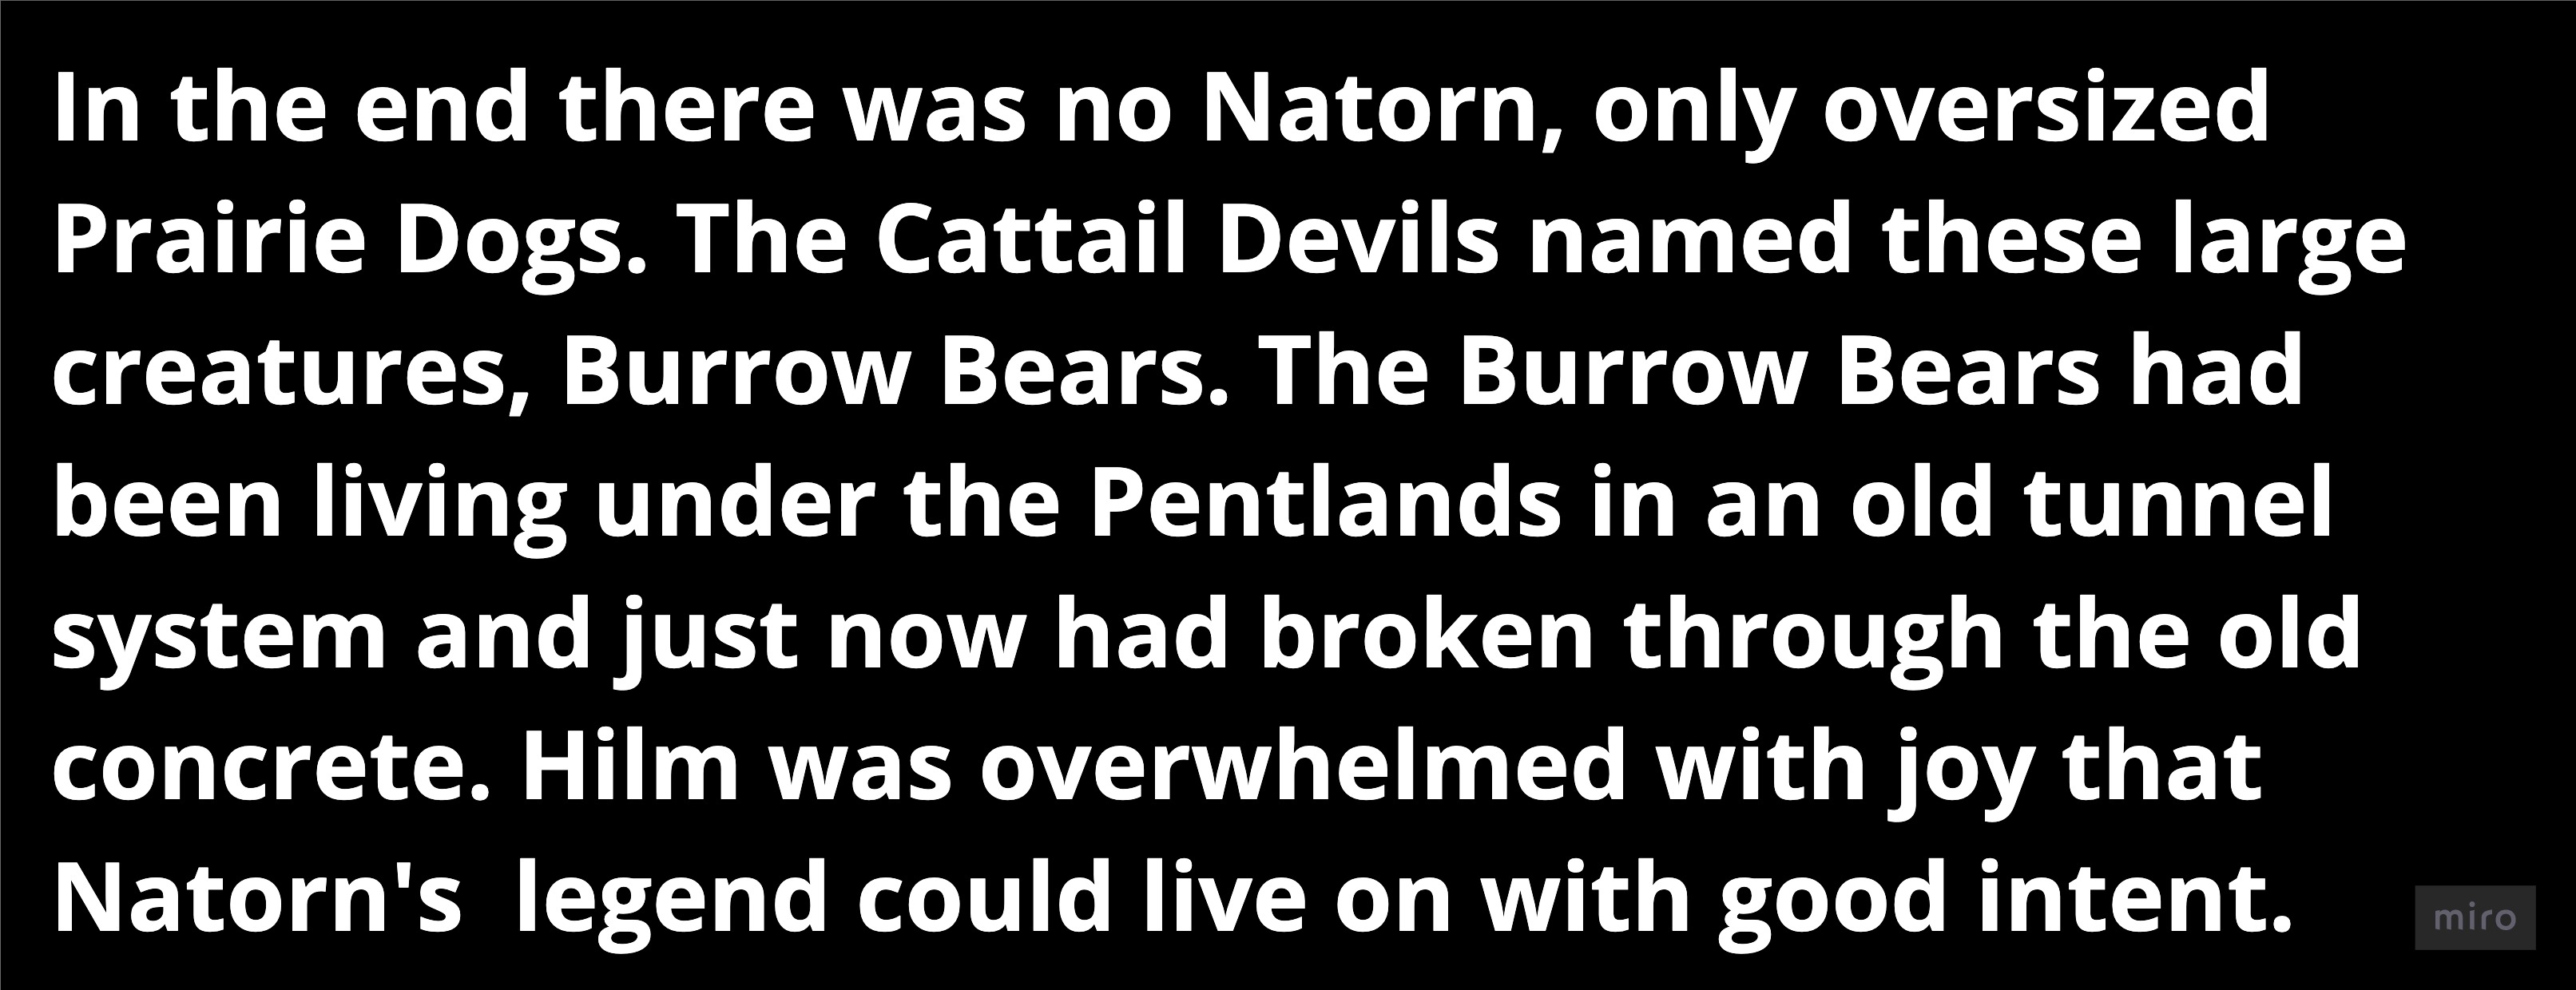 In the end there was no Natorn, only oversized
Prairie Dogs. The Cattail Devils named these large
creatures, Burrow Bears. The Burrow Bears had
been living under the Pentlands in an old tunnel
system and just now had broken through the old
concrete. Hilm was overwhelmed with joy that
Natorn's  legend could live on with good intent.
miro